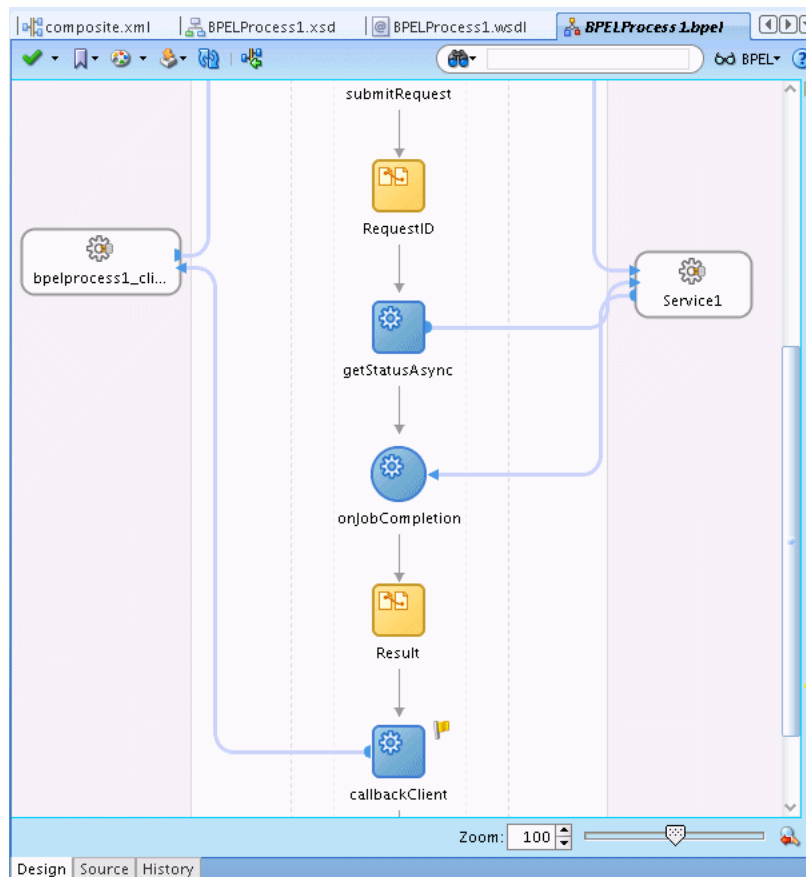 composite.xml BPELProcess1.xsd BPELProcess1.wsdl BPELProcess1.bpel
BPEL
submitRequest
RequestID
bpelprocess1_cli...
Service1
getStatusAsync
onJobCompletion
Result
callbackClient
Zoom: 100
Design Source History